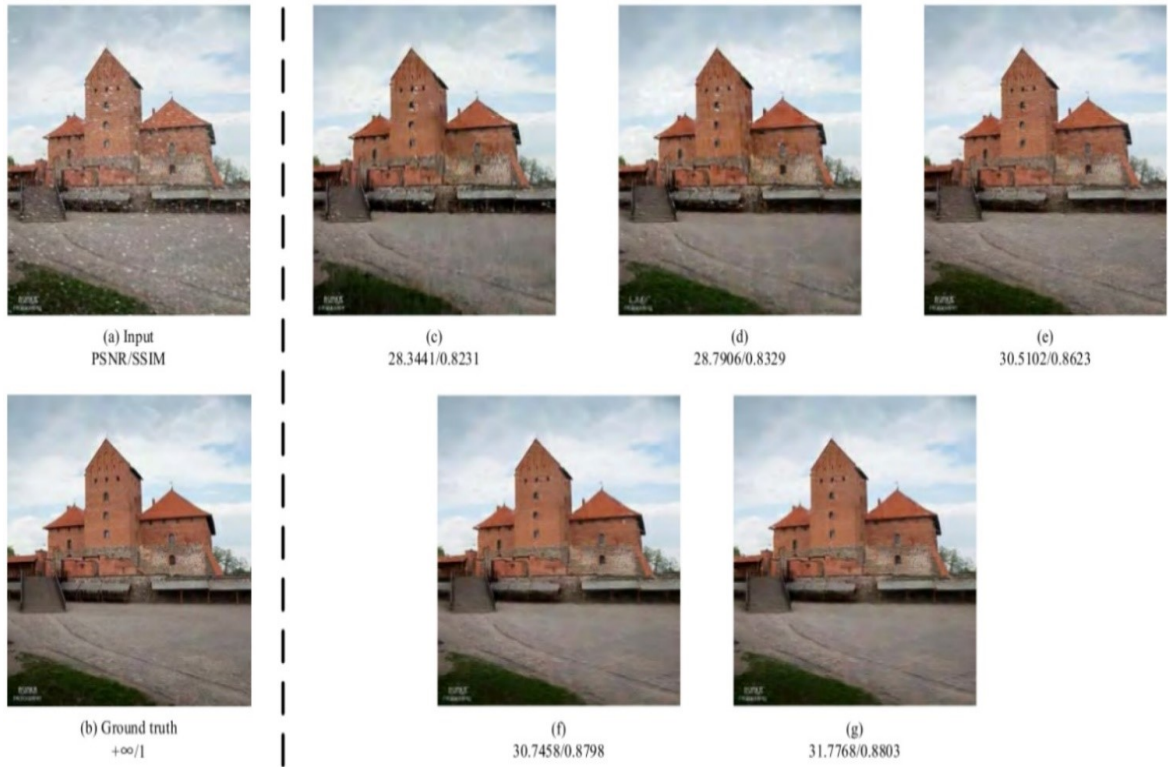 (a) Input
PSNR/SSIM
(c)
28.3441/0.8231
(d)
28.7906/0.8329
(e)
30.5102/0.8623
(b) Ground truth
+∞/1
(f)
30.7458/0.8798
(g)
31.7768/0.8803